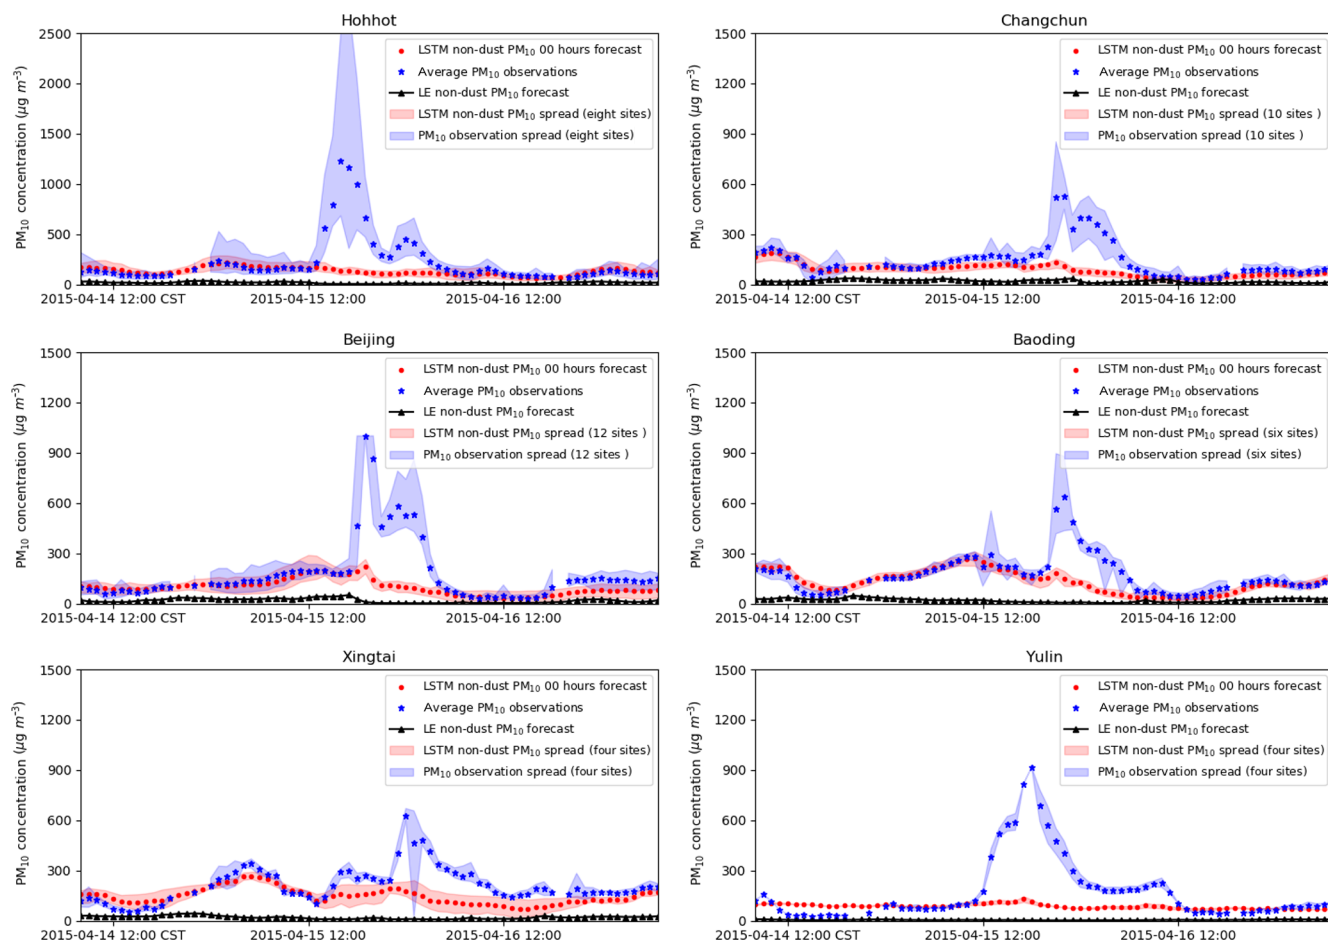 Hohhot
PM10 concentration (μg m−3)
2500
2000
1500
1000
500
0
LSTM non-dust PM10 00 hours forecast
Average PM10 observations
LE non-dust PM10 forecast
LSTM non-dust PM10 spread (eight sites)
PM10 observation spread (eight sites)
2015-04-14 12:00 CST
2015-04-15 12:00
2015-04-16 12:00
Changchun
PM10 concentration (μg m−3)
1500
1200
900
600
300
0
LSTM non-dust PM10 00 hours forecast
Average PM10 observations
LE non-dust PM10 forecast
LSTM non-dust PM10 spread (10 sites )
PM10 observation spread (10 sites )
2015-04-14 12:00 CST
2015-04-15 12:00
2015-04-16 12:00
Beijing
PM10 concentration (μg m−3)
1500
1200
900
600
300
0
LSTM non-dust PM10 00 hours forecast
Average PM10 observations
LE non-dust PM10 forecast
LSTM non-dust PM10 spread (12 sites )
PM10 observation spread (12 sites )
2015-04-14 12:00 CST
2015-04-15 12:00
2015-04-16 12:00
Baoding
PM10 concentration (μg m−3)
1500
1200
900
600
300
0
LSTM non-dust PM10 00 hours forecast
Average PM10 observations
LE non-dust PM10 forecast
LSTM non-dust PM10 spread (six sites)
PM10 observation spread (six sites)
2015-04-14 12:00 CST
2015-04-15 12:00
2015-04-16 12:00
Xingtai
PM10 concentration (μg m−3)
1500
1200
900
600
300
0
LSTM non-dust PM10 00 hours forecast
Average PM10 observations
LE non-dust PM10 forecast
LSTM non-dust PM10 spread (four sites)
PM10 observation spread (four sites)
2015-04-14 12:00 CST
2015-04-15 12:00
2015-04-16 12:00
Yulin
PM10 concentration (μg m−3)
1500
1200
900
600
300
0
LSTM non-dust PM10 00 hours forecast
Average PM10 observations
LE non-dust PM10 forecast
LSTM non-dust PM10 spread (four sites)
PM10 observation spread (four sites)
2015-04-14 12:00 CST
2015-04-15 12:00
2015-04-16 12:00